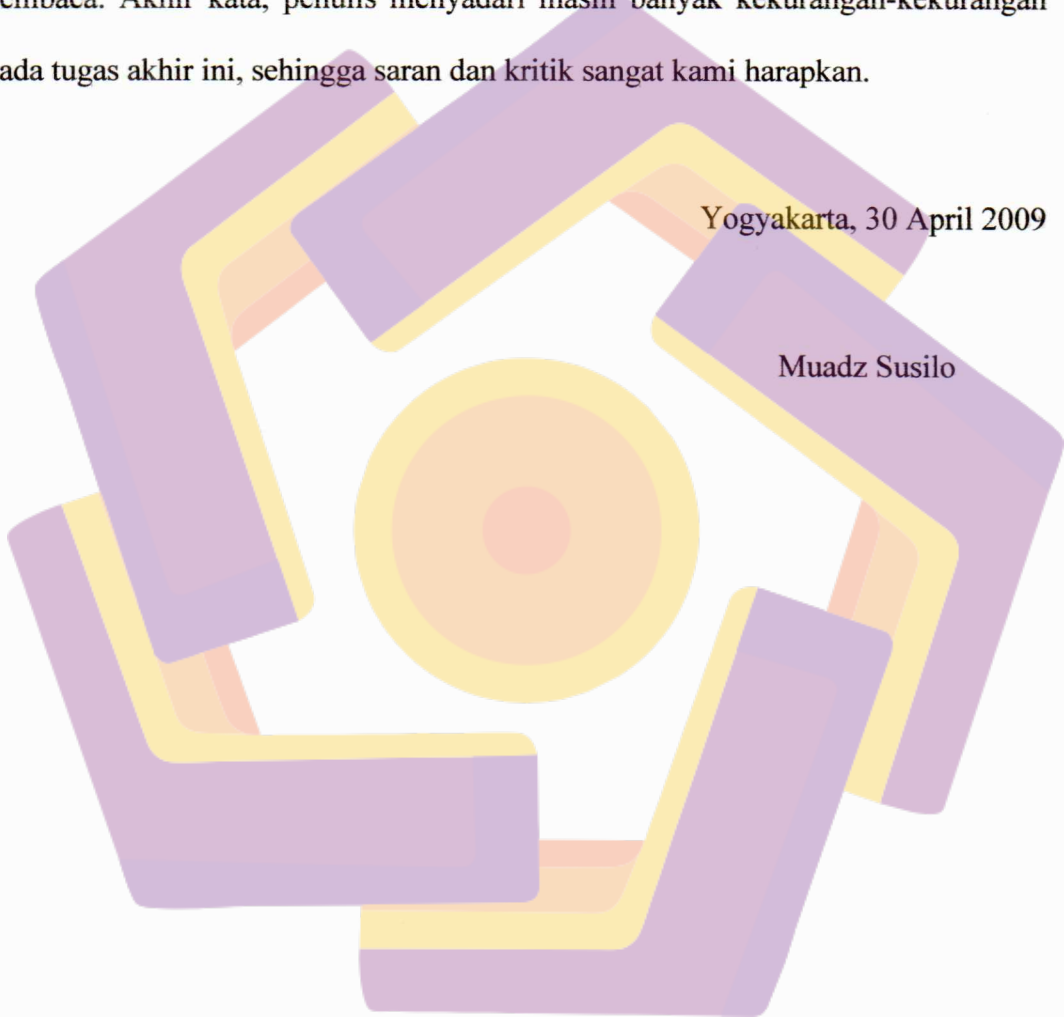 embaca. Akhir kata, penulis menyadari masih banyak kekurangan-kekurangan
ada tugas akhir ini, sehingga saran dan kritik sangat kami harapkan.
Yogyakarta, 30 April 2009
Muadz Susilo